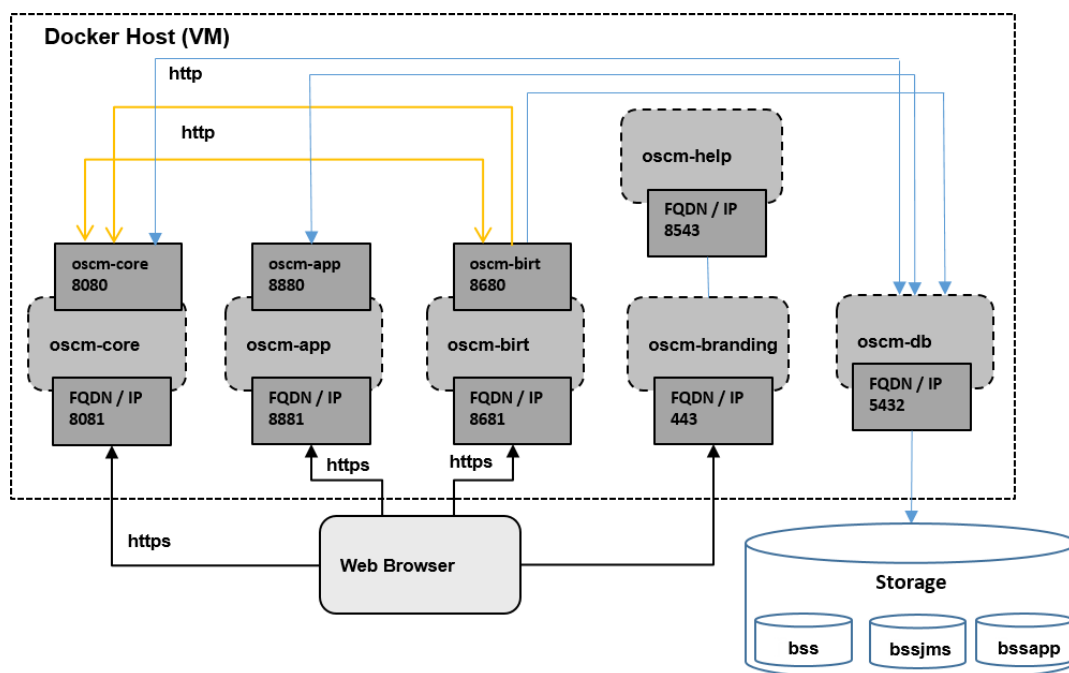 Docker Host (VM)
http
http
oscm-help
FQDN / IP
8543
oscm-core
8080
oscm-app
8880
oscm-birt
8680
oscm-core
oscm-app
oscm-birt
oscm-branding
oscm-db
FQDN / IP
8081
FQDN / IP
8881
FQDN / IP
8681
FQDN / IP
443
FQDN / IP
5432
https
https
https
Web Browser
Storage
bss
bssjms
bssapp